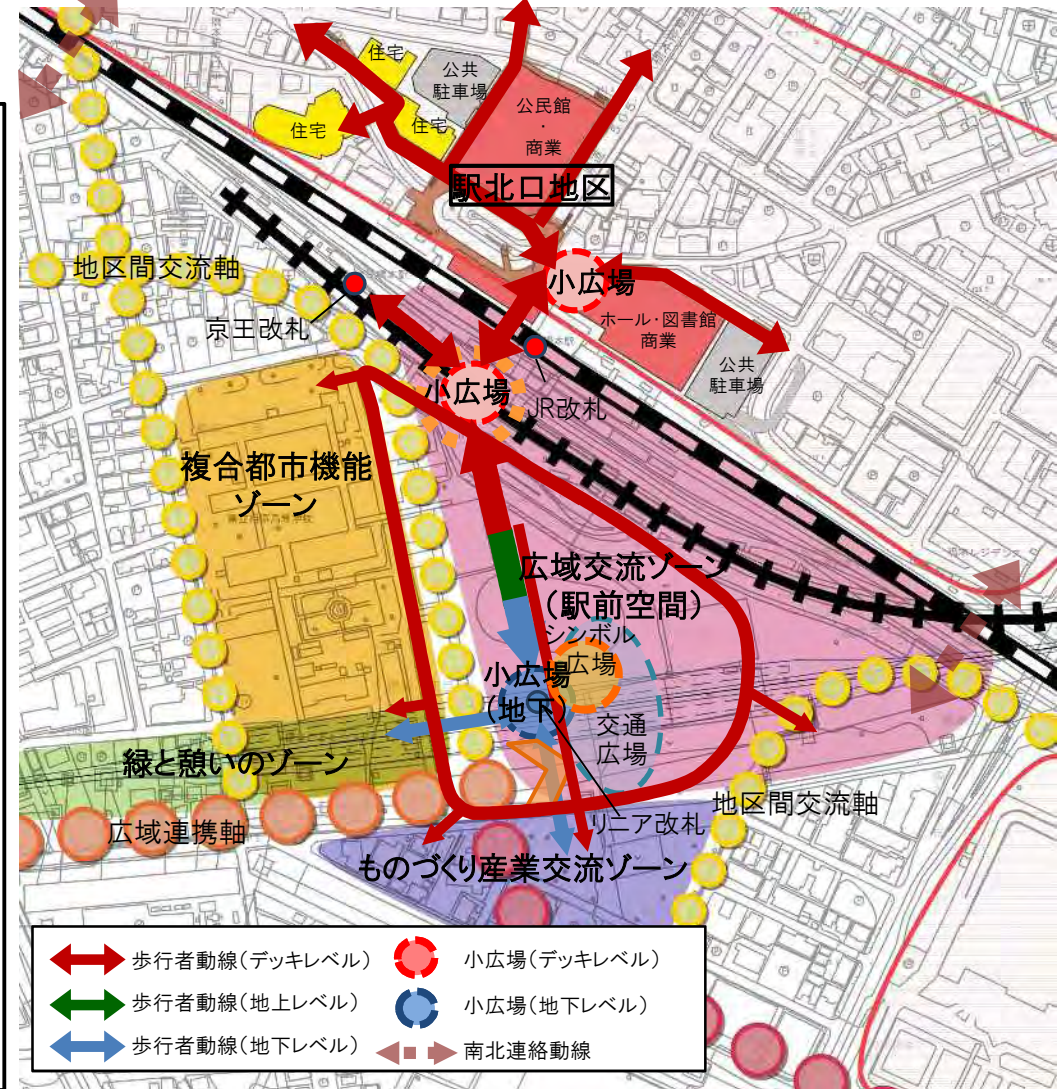 住宅
公共
駐車場
住宅
住宅
公民館
・
商業
駅北口地区
地区間交流軸
小広場
京王改札
ホール・図書館
商業
公共
駐車場
小広場
JR改札
複合都市機能
ゾーン
広域交流ゾーン
（駅前空間）
シンボル
広場
小広場
（地下）
交通
広場
緑と憩いのゾーン
地区間交流軸
リニア改札
広域連携軸
ものづくり産業交流ゾーン
歩行者動線（デッキレベル）
小広場（デッキレベル）
歩行者動線（地上レベル）
小広場（地下レベル）
歩行者動線（地下レベル）
南北連絡動線